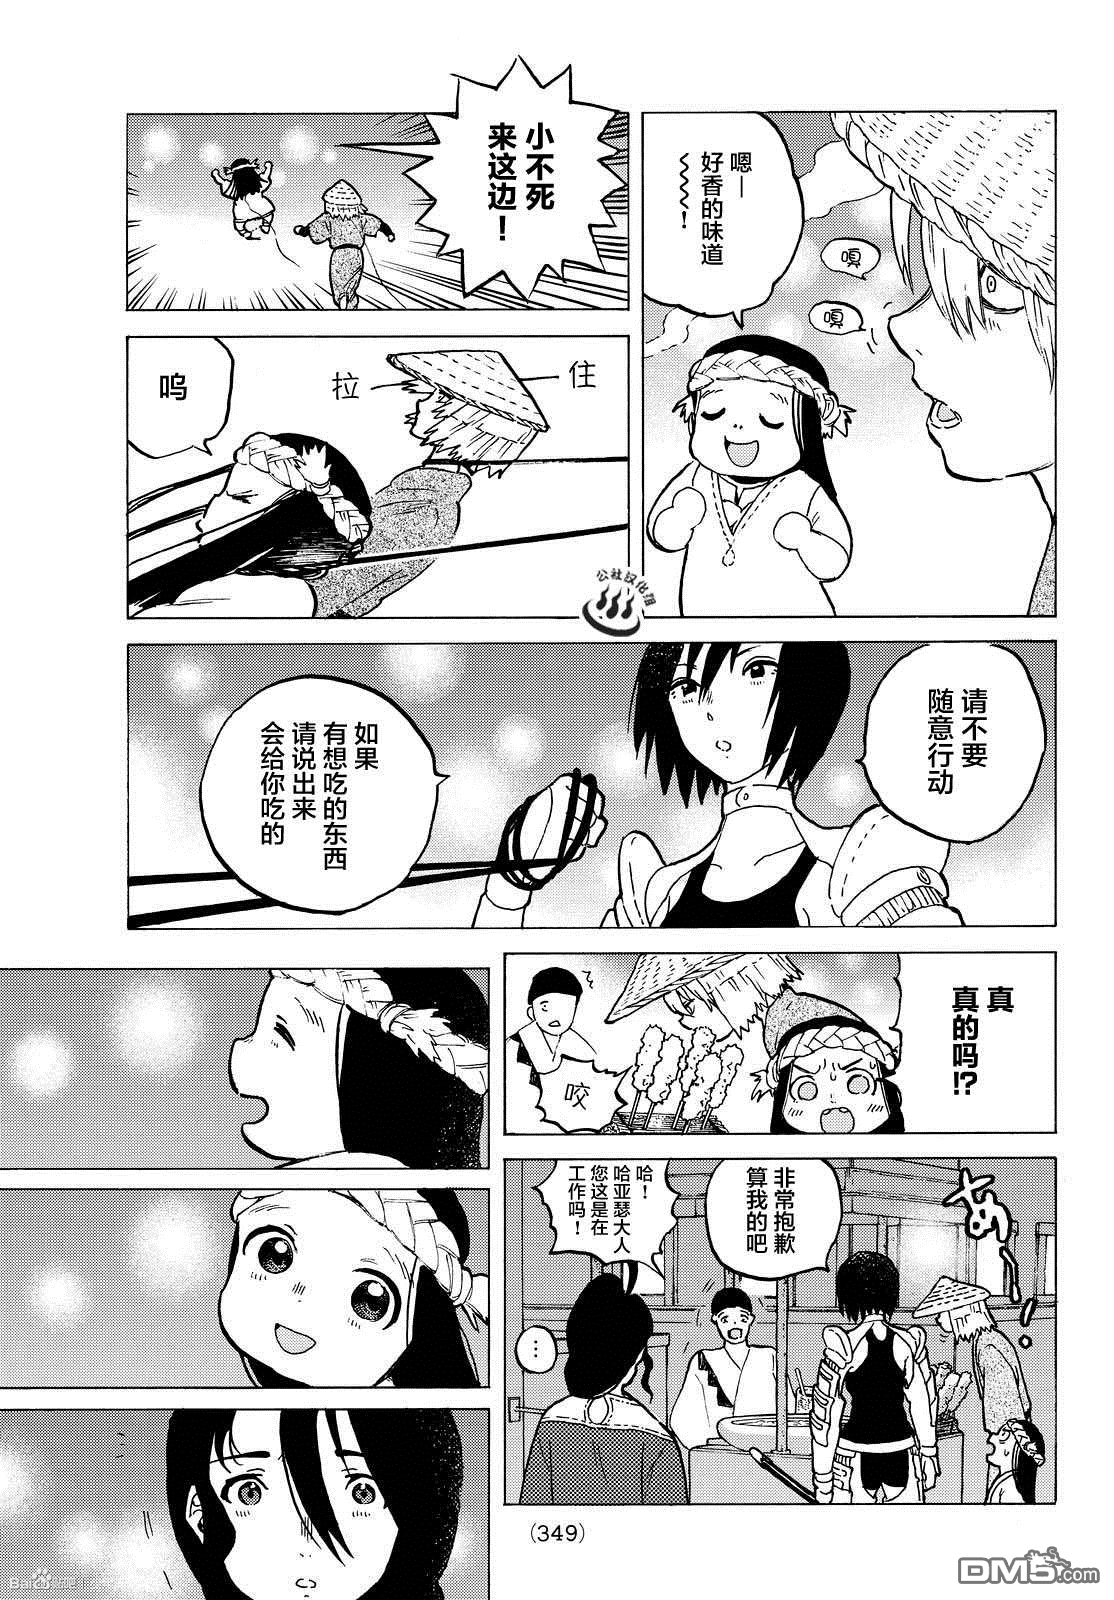 嗯—
好香的味道
～～～～！
嗅
嗅
小不死
来这边！
拉
住
呜
公社汉化组
请不要
随意行动
如果
有想吃的东西
请说出来
会给你吃的
真
真的吗!?
咬
非常抱歉
算我的吧
哈！
哈亚瑟大人
您这是在
工作吗！
…
(349)
DM5.com